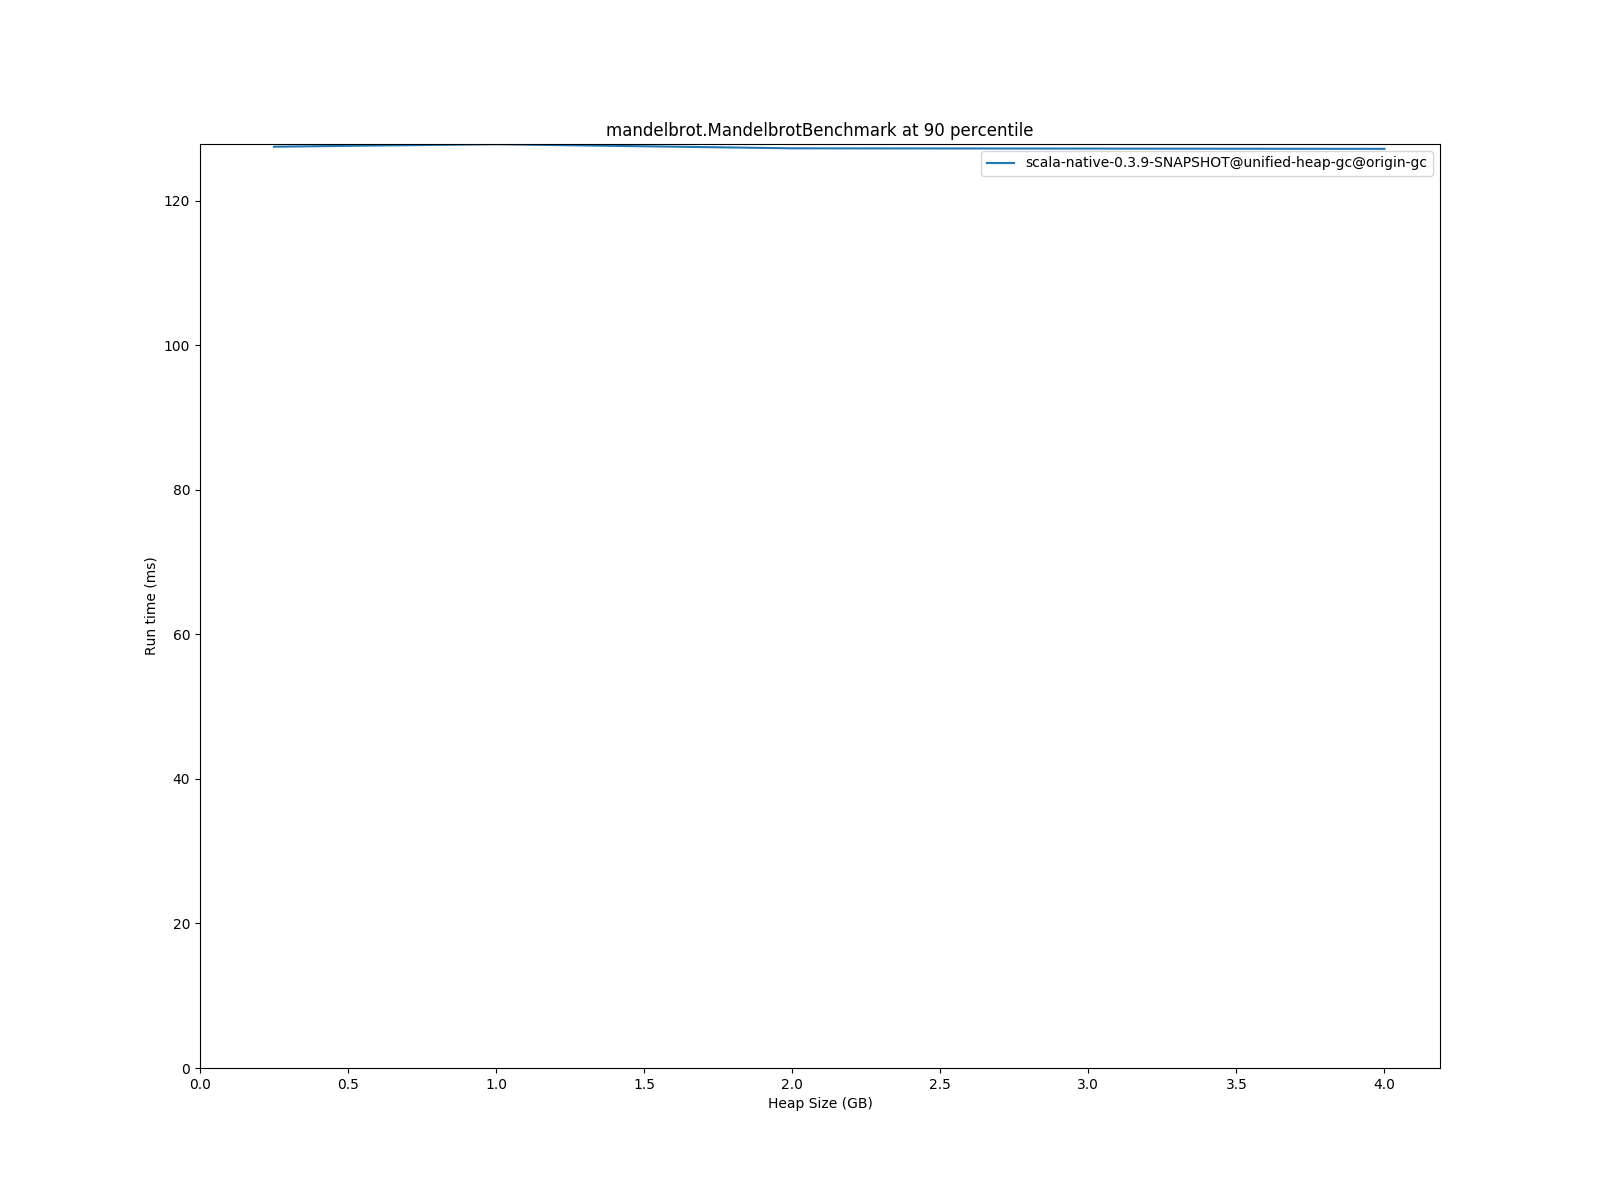 mandelbrot.MandelbrotBenchmark at 90 percentile
scala-native-0.3.9-SNAPSHOT@unified-heap-gc@origin-gc
120
100
80
60
40
20
0
Run time (ms)
0.0 0.5 1.0 1.5 2.0 2.5 3.0 3.5 4.0
Heap Size (GB)